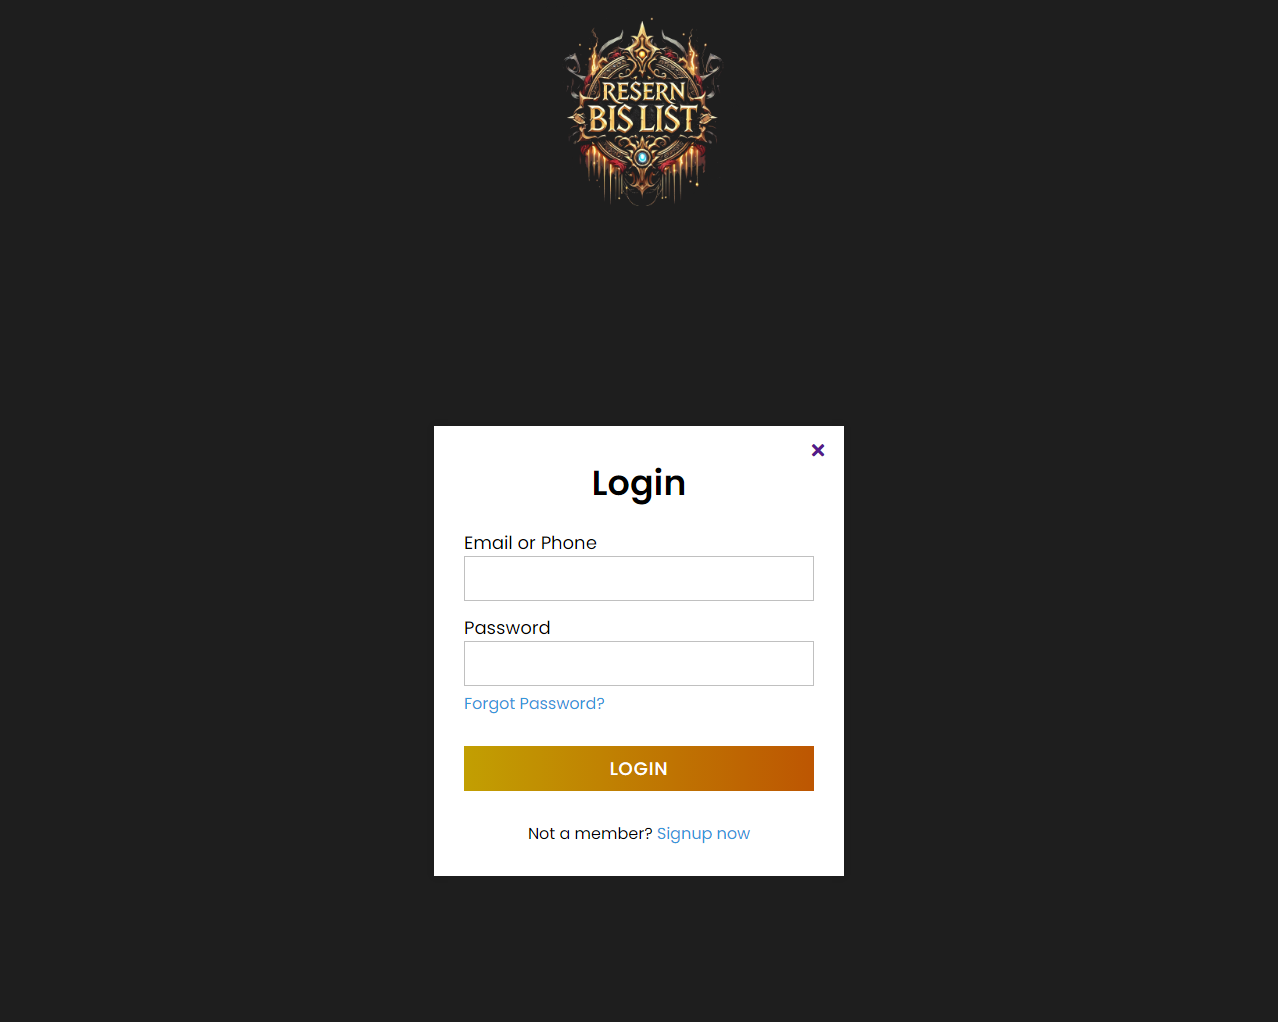 RESERN
BIS LIST
Login
Email or Phone
Password
Forgot Password?
LOGIN
Not a member? Signup now